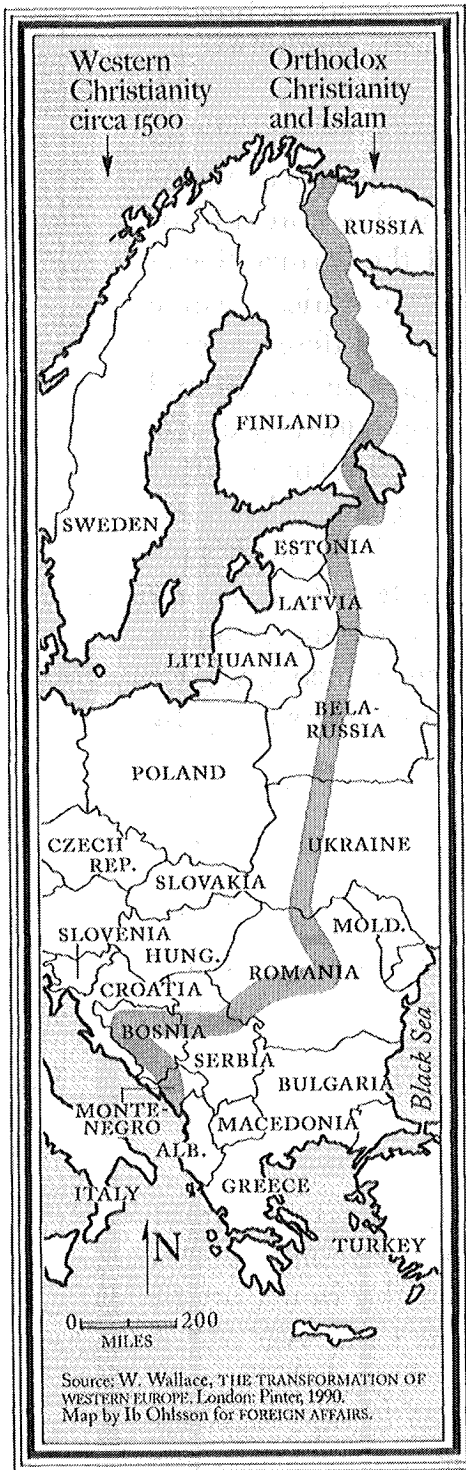 Western
Christianity
circa 1500
Orthodox
Christianity
and Islam
RUSSIA
FINLAND
SWEDEN
ESTONIA
LATVIA
LITHUANIA
BELA-
RUSSIA
POLAND
UKRAINE
CZECH
REP.
SLOVAKIA
MOLD.
SLOVENIA
HUNG.
ROMANIA
CROATIA
BOSNIA
SERBIA
Black Sea
BULGARIA
MONTE-
NEGRO
MACEDONIA
ALB.
ITALY
GREECE
TURKEY
N
0 200
MILES
Source: W. Wallace, THE TRANSFORMATION OF
WESTERN EUROPE. London: Pinter, 1990.
Map by Ib Ohlsson for FOREIGN AFFAIRS.